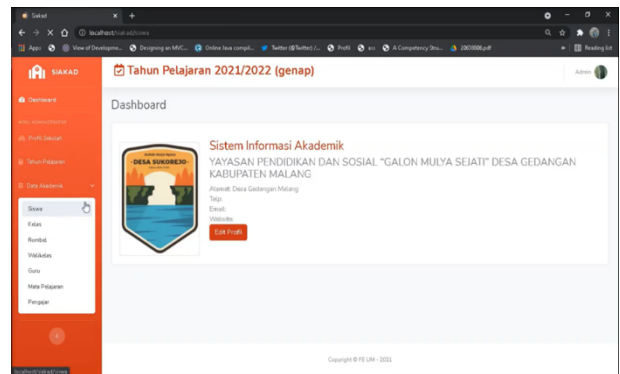 Siakad
localhost/siakad/siswa
Apps
View of Developme...
Designing an MVC...
Online Java compil...
Twitter (@Twitter) /...
Profil
A Competency Stru...
Reading list
SIAKAD
Tahun Pelajaran 2021/2022 (genap)
Admin
Dashboard
Dashboard
Profil Sekolah
Tahun Pelajaran
Data Akademik
Siswa
Kelas
Rombel
Walikelas
Guru
Mata Pelajaran
Pengajar
-DESA SUKOREJO-
Sistem Informasi Akademik
YAYASAN PENDIDIKAN DAN SOSIAL "GALON MULYA SEJATI" DESA GEDANGAN
KABUPATEN MALANG
Alamat: Desa Gedangan Malang
Telp:
Email:
Website:
Edit Profil
Copyright © FE UM - 2021
localhost/siakad/siswa